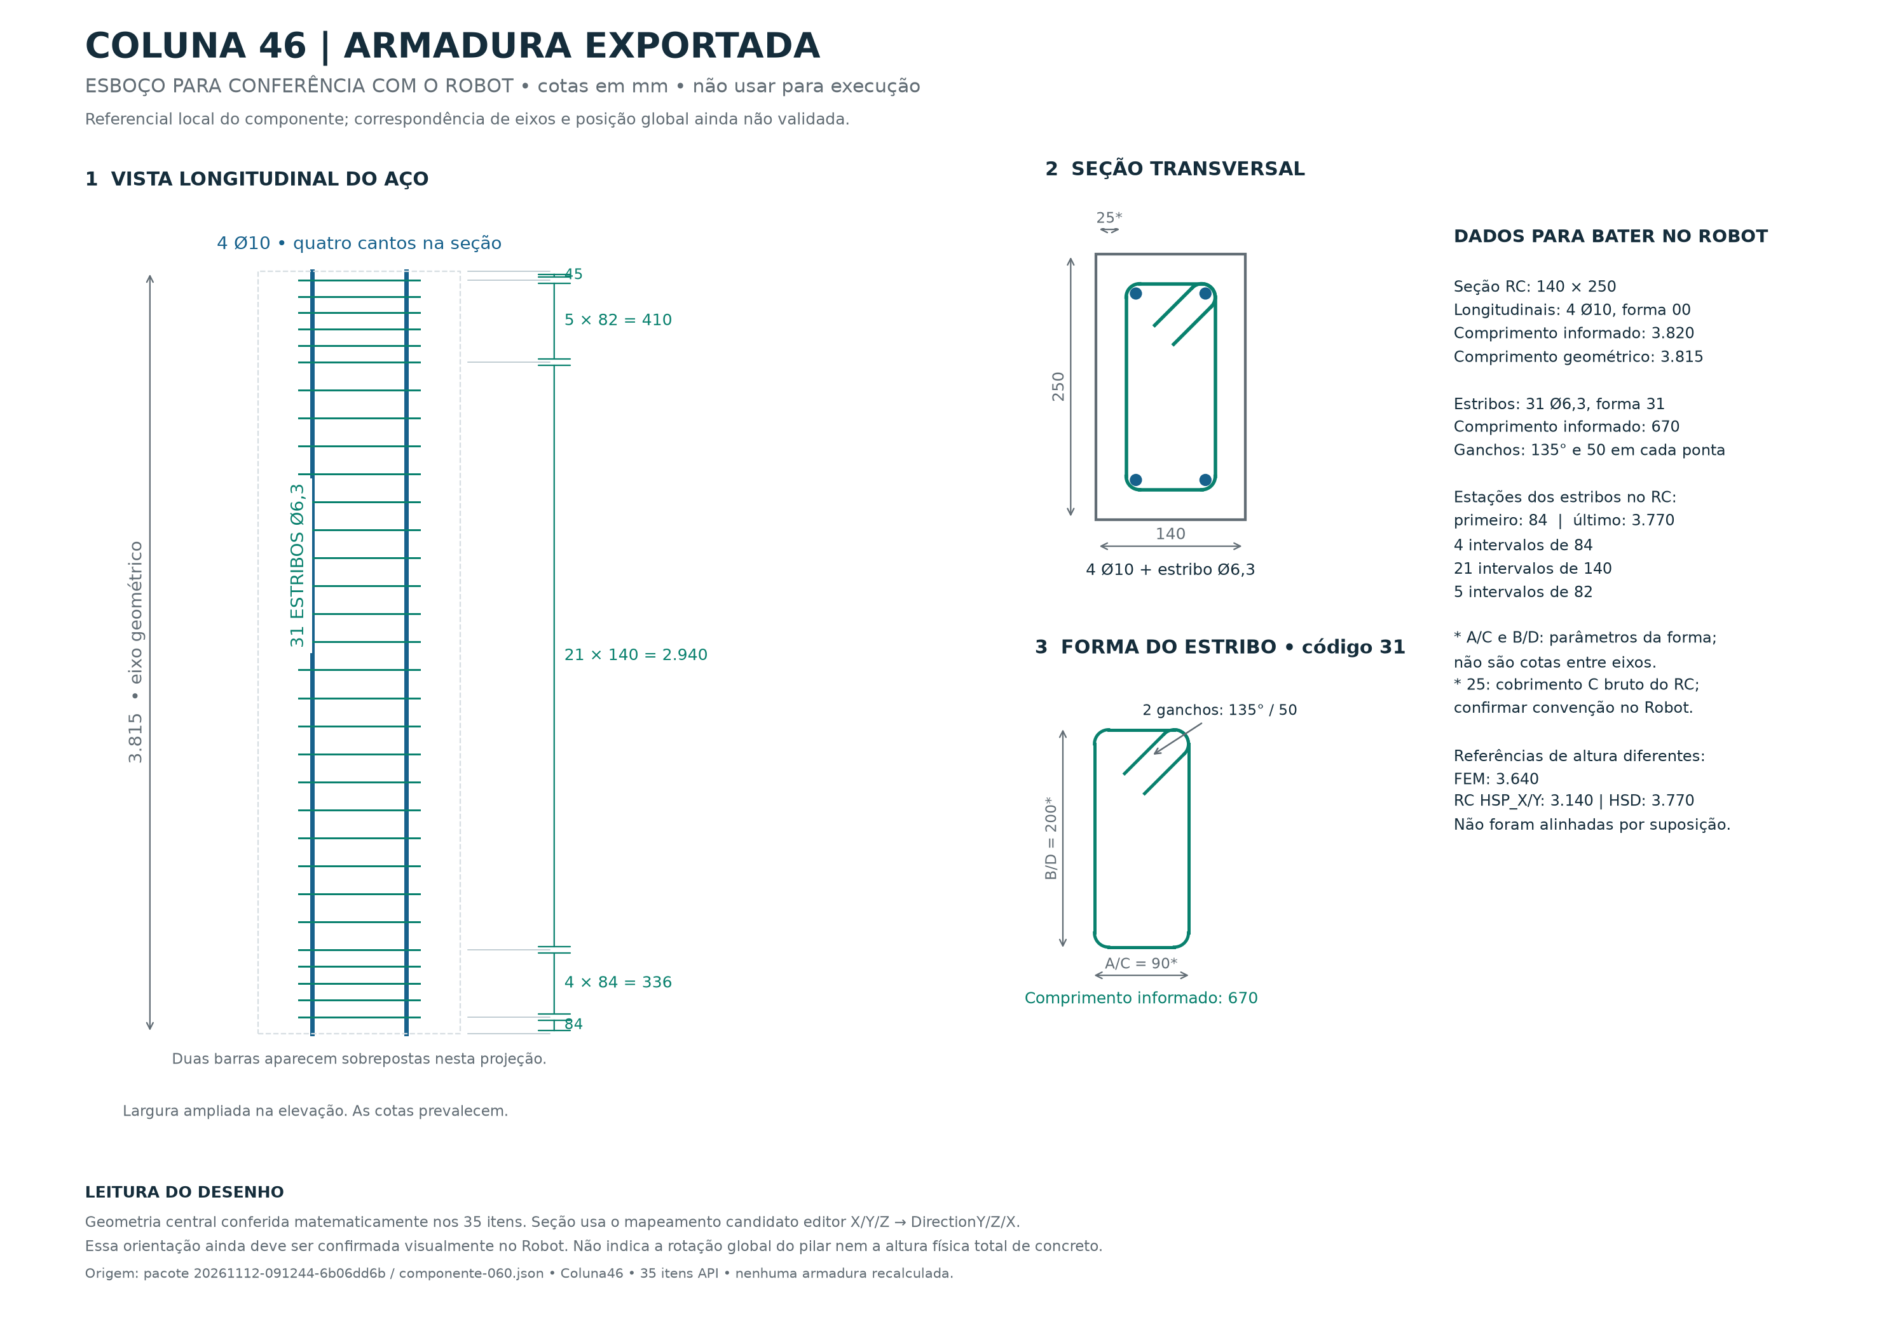 COLUNA 46 | ARMADURA EXPORTADA
ESBOÇO PARA CONFERÊNCIA COM O ROBOT • cotas em mm • não usar para execução
Referencial local do componente; correspondência de eixos e posição global ainda não validada.
1 VISTA LONGITUDINAL DO AÇO
4 Ø10 • quatro cantos na seção
45
5 × 82 = 410
31 ESTRIBOS Ø6,3
3.815 • eixo geométrico
21 × 140 = 2.940
4 × 84 = 336
84
Duas barras aparecem sobrepostas nesta projeção.
Largura ampliada na elevação. As cotas prevalecem.
2 SEÇÃO TRANSVERSAL
25*
250
140
4 Ø10 + estribo Ø6,3
3 FORMA DO ESTRIBO • código 31
2 ganchos: 135° / 50
B/D = 200*
A/C = 90*
Comprimento informado: 670
DADOS PARA BATER NO ROBOT
Seção RC: 140 × 250
Longitudinais: 4 Ø10, forma 00
Comprimento informado: 3.820
Comprimento geométrico: 3.815
Estribos: 31 Ø6,3, forma 31
Comprimento informado: 670
Ganchos: 135° e 50 em cada ponta
Estações dos estribos no RC:
primeiro: 84 | último: 3.770
4 intervalos de 84
21 intervalos de 140
5 intervalos de 82
* A/C e B/D: parâmetros da forma;
não são cotas entre eixos.
* 25: cobrimento C bruto do RC;
confirmar convenção no Robot.
Referências de altura diferentes:
FEM: 3.640
RC HSP_X/Y: 3.140 | HSD: 3.770
Não foram alinhadas por suposição.
LEITURA DO DESENHO
Geometria central conferida matematicamente nos 35 itens. Seção usa o mapeamento candidato editor X/Y/Z → DirectionY/Z/X.
Essa orientação ainda deve ser confirmada visualmente no Robot. Não indica a rotação global do pilar nem a altura física total de concreto.
Origem: pacote 20261112-091244-6b06dd6b / componente-060.json • Coluna46 • 35 itens API • nenhuma armadura recalculada.